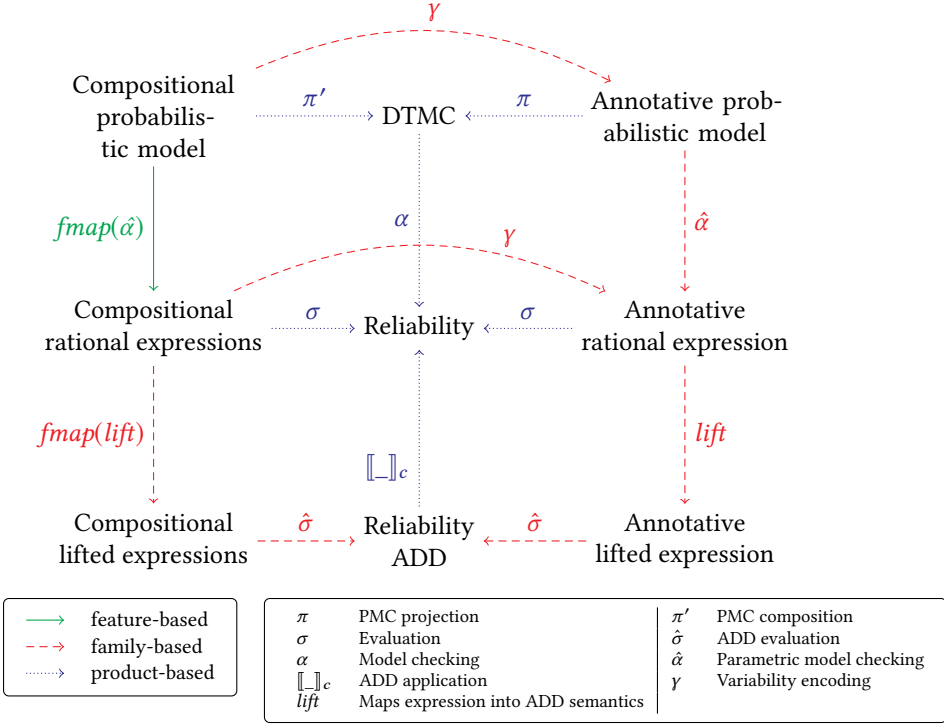 γ
Compositional
probabilis-
tic model
π′
DTMC
π
Annotative prob-
abilistic model
fmap(α̂)
α
γ
α̂
Compositional
rational expressions
σ
Reliability
σ
Annotative
rational expression
fmap(lift)
⟦_⟧c
lift
Compositional
lifted expressions
σ̂
Reliability
ADD
σ̂
Annotative
lifted expression
feature-based
family-based
product-based
π PMC projection
σ Evaluation
α Model checking
⟦_⟧c ADD application
lift Maps expression into ADD semantics
π′ PMC composition
σ̂ ADD evaluation
α̂ Parametric model checking
γ Variability encoding